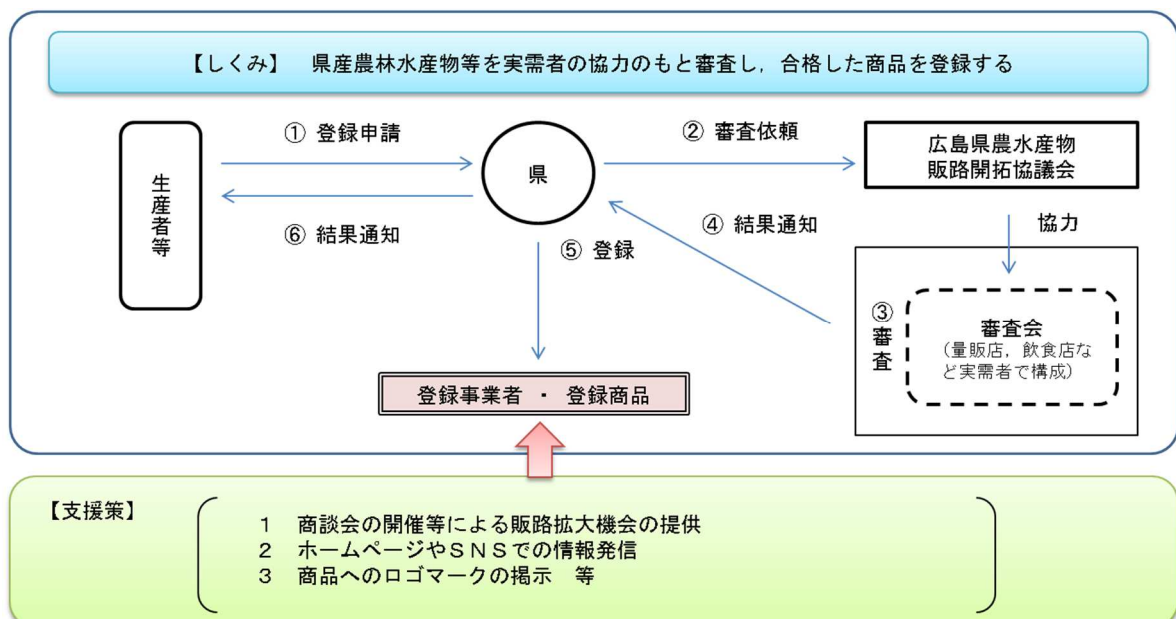 【しくみ】　県産農林水産物等を実需者の協力のもと審査し，合格した商品を登録する
① 登録申請
② 審査依頼
広島県農水産物
販路開拓協議会
生産者等
県
⑥ 結果通知
⑤ 登録
④ 結果通知
協力
③審査
審査会
（量販店，飲食店な
ど実需者で構成）
登録事業者 ・ 登録商品
【支援策】
１　商談会の開催等による販路拡大機会の提供
２　ホームページやＳＮＳでの情報発信
３　商品へのロゴマークの掲示　等